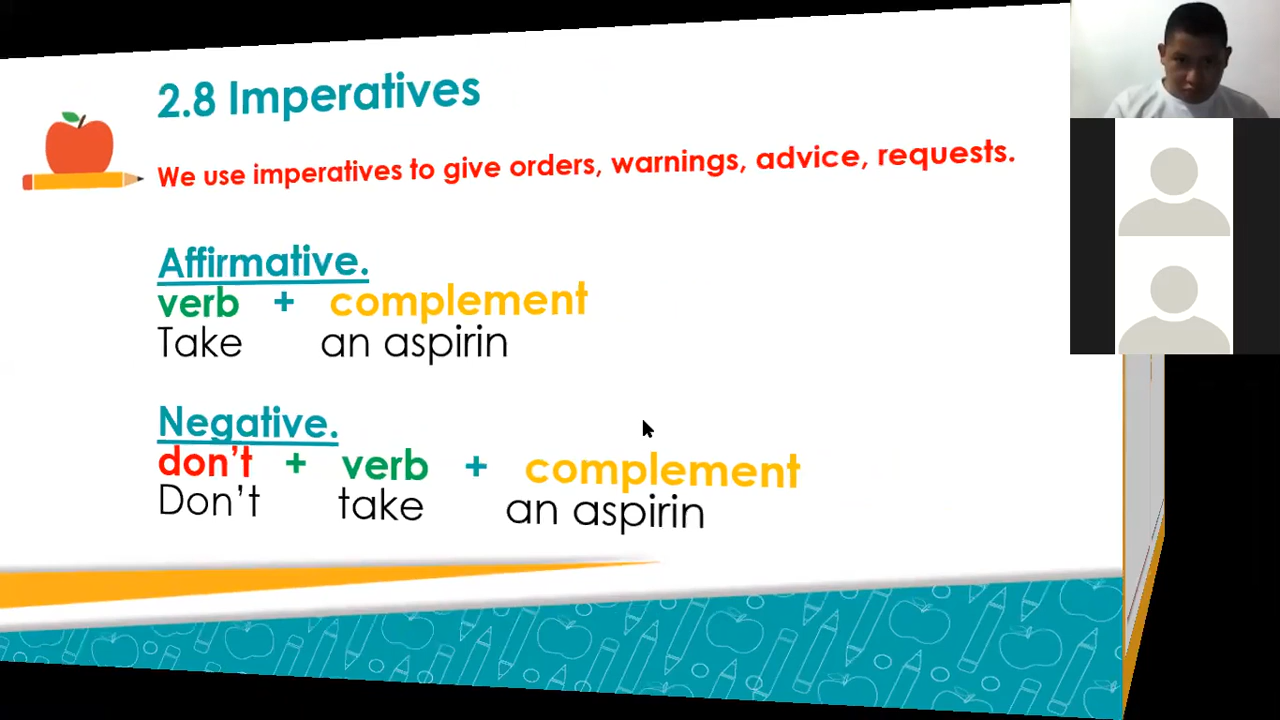 2.8 Imperatives
We use imperatives to give orders, warnings, advice, requests.
Affirmative.
verb + complement
Take an aspirin
Negative.
don't + verb + complement
Don't take an aspirin